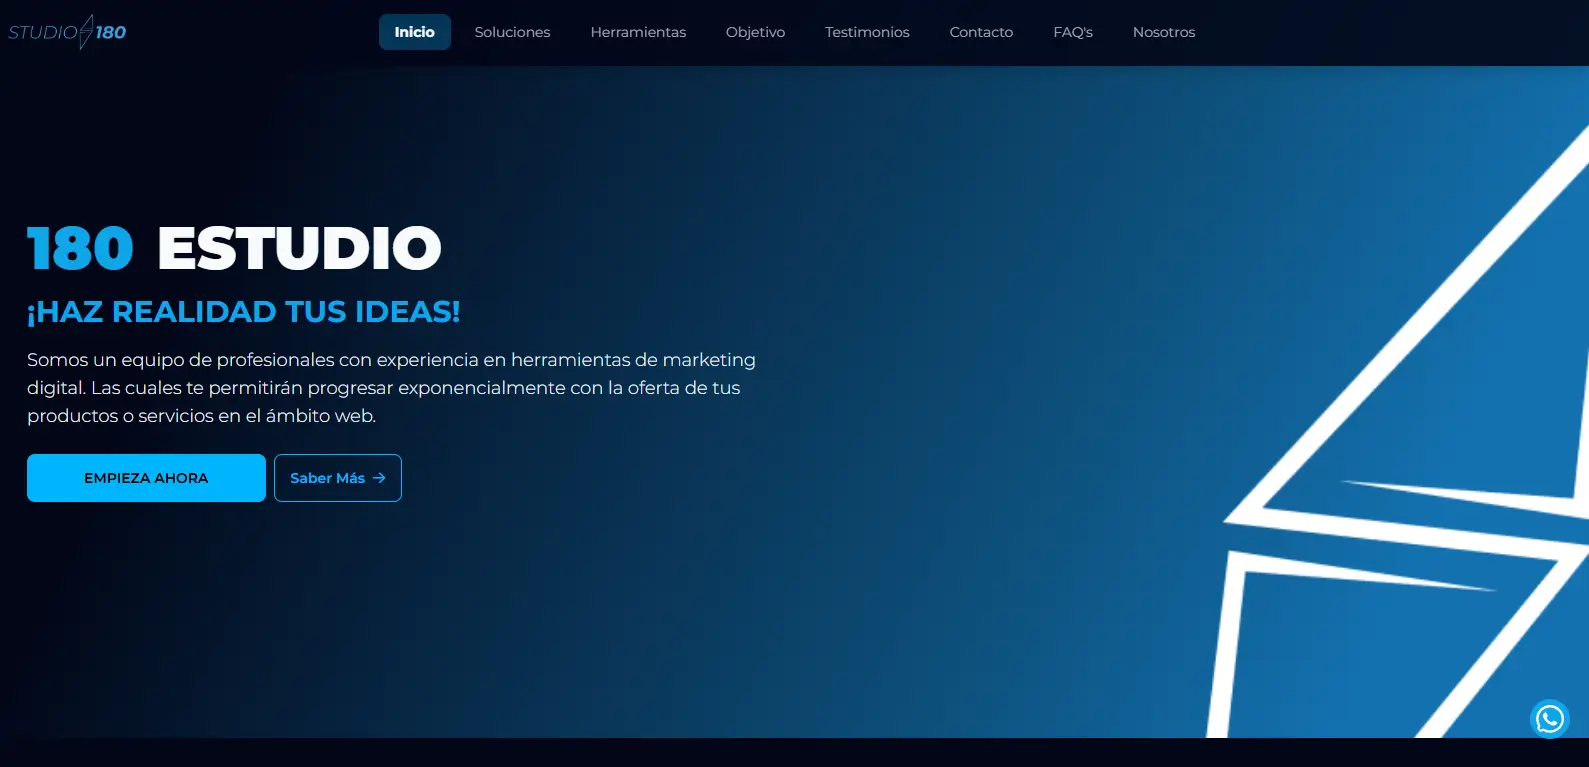 STUDIO 180
Inicio
Soluciones
Herramientas
Objetivo
Testimonios
Contacto
FAQ's
Nosotros
180 ESTUDIO
¡HAZ REALIDAD TUS IDEAS!
Somos un equipo de profesionales con experiencia en herramientas de marketing
digital. Las cuales te permitirán progresar exponencialmente con la oferta de tus
productos o servicios en el ámbito web.
EMPIEZA AHORA
Saber Más →